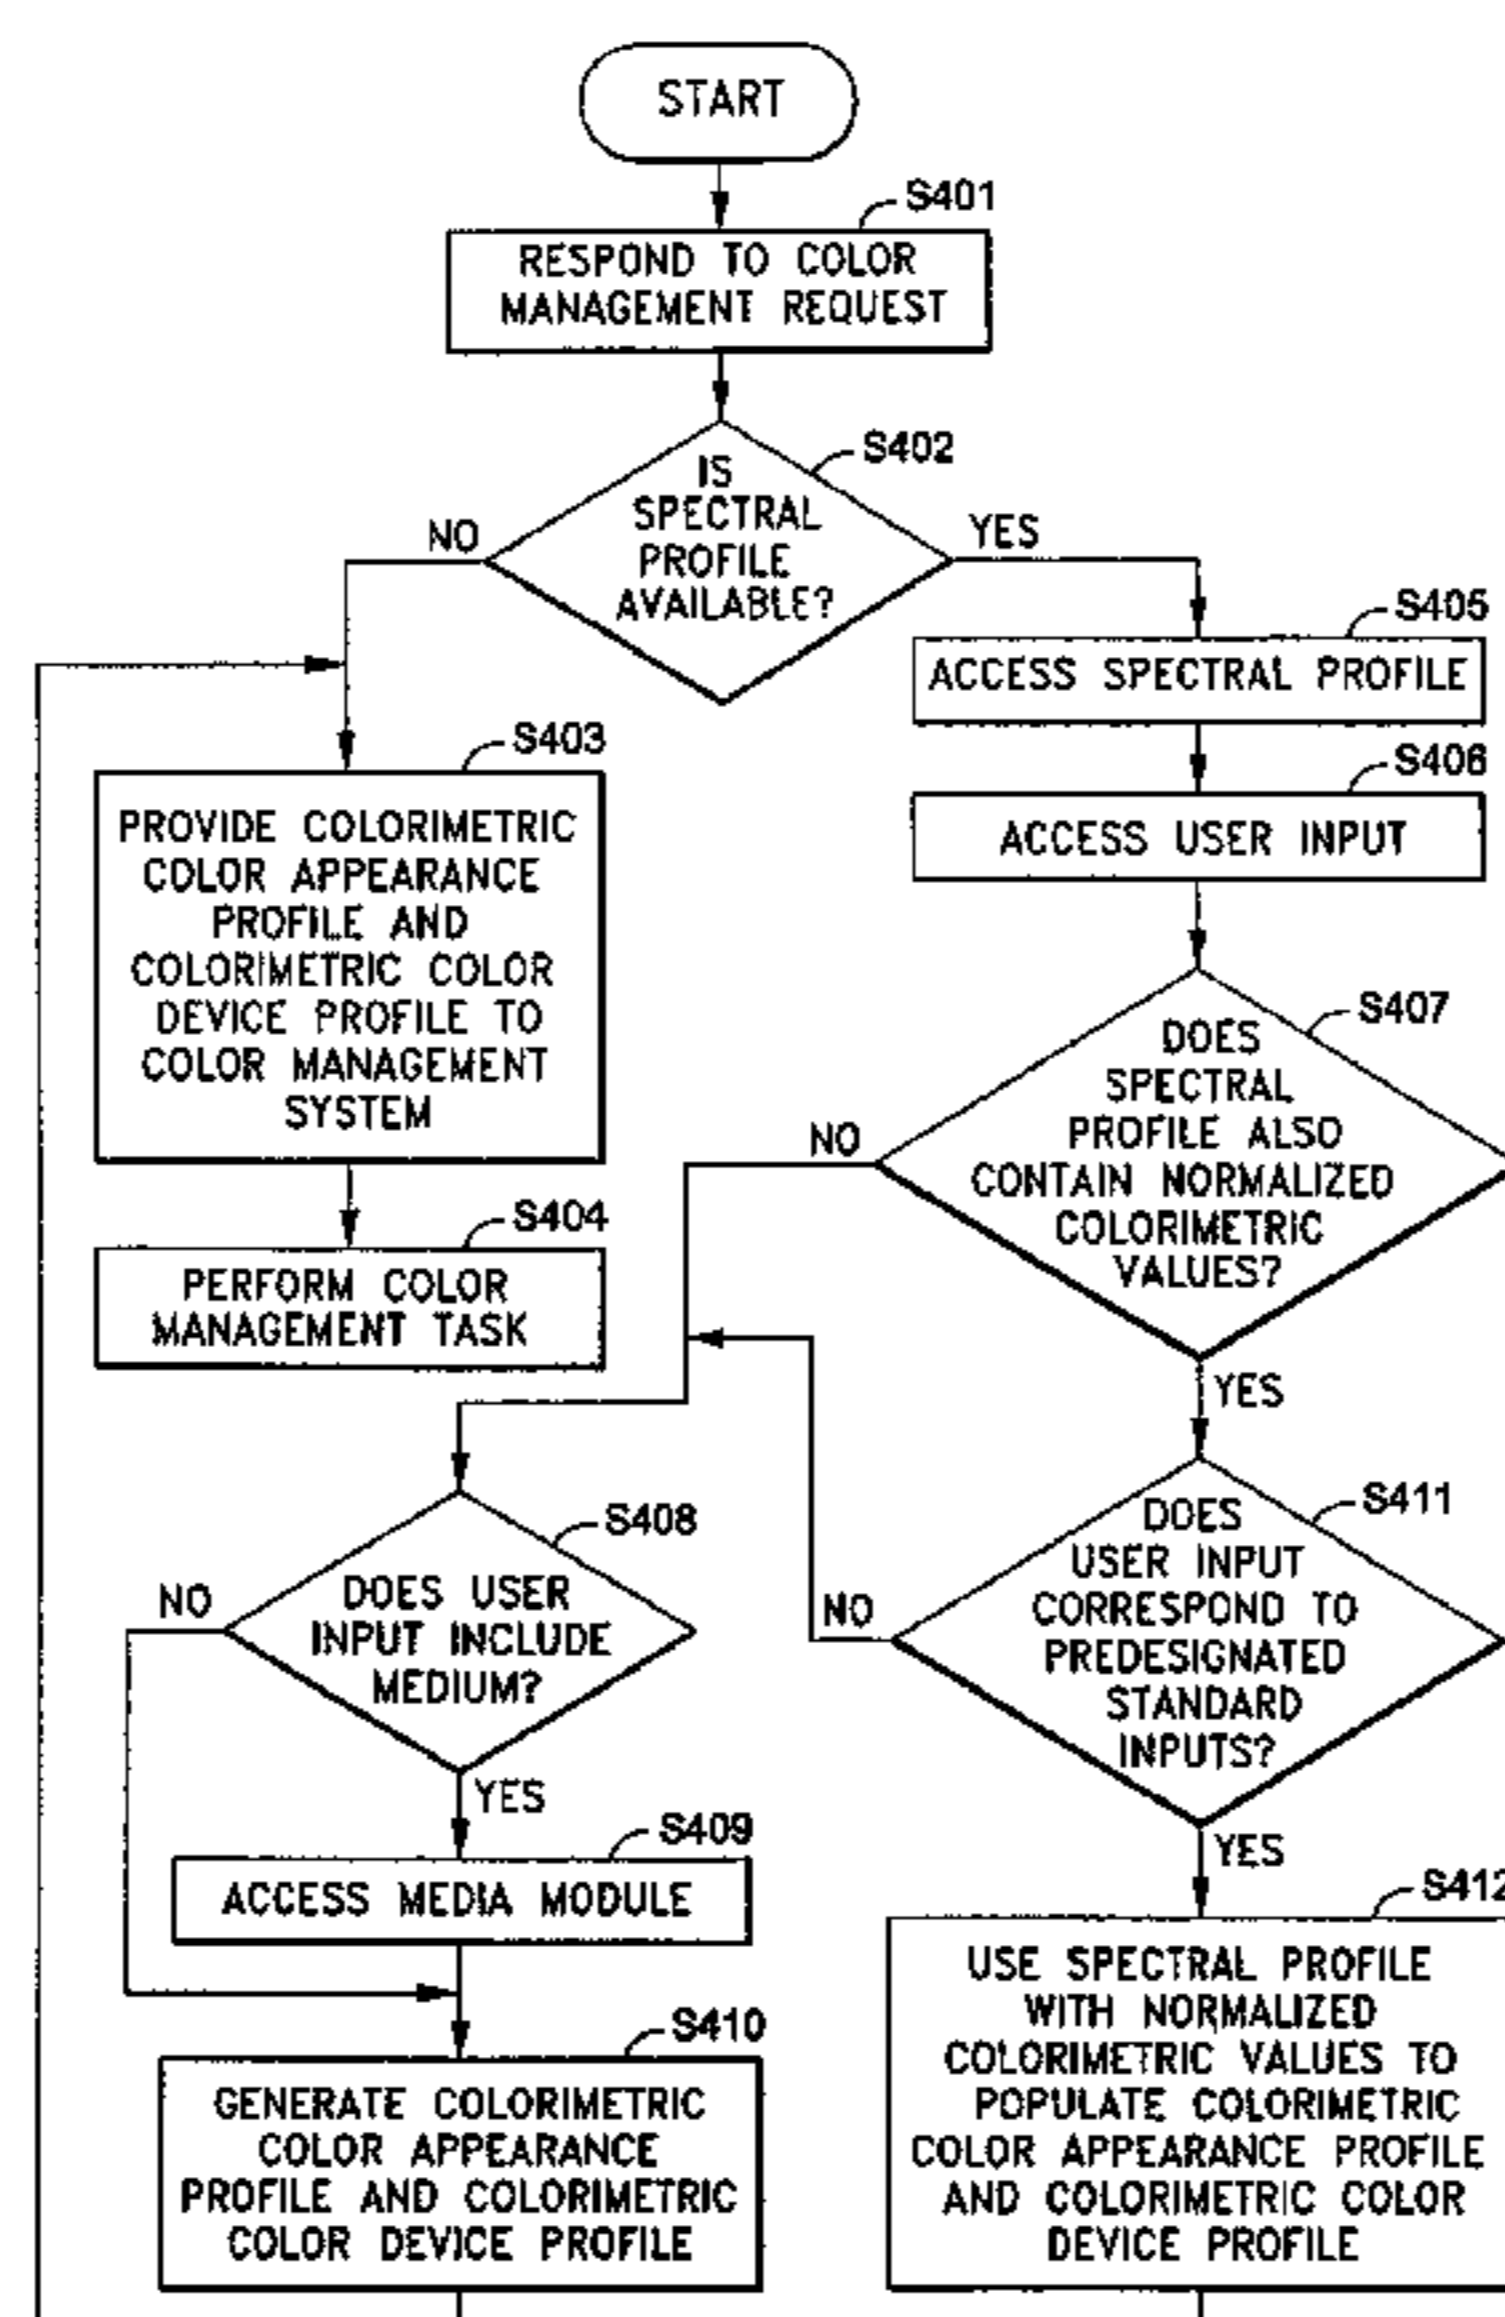 START
S401
RESPOND TO COLOR
MANAGEMENT REQUEST
S402
IS
SPECTRAL
PROFILE
AVAILABLE?
NO
YES
S405
ACCESS SPECTRAL PROFILE
S403
PROVIDE COLORIMETRIC
COLOR APPEARANCE
PROFILE AND
COLORIMETRIC COLOR
DEVICE PROFILE TO
COLOR MANAGEMENT
SYSTEM
S406
ACCESS USER INPUT
S407
DOES
SPECTRAL
PROFILE ALSO
CONTAIN NORMALIZED
COLORIMETRIC
VALUES?
NO
YES
S404
PERFORM COLOR
MANAGEMENT TASK
S408
DOES USER
INPUT INCLUDE
MEDIUM?
NO
YES
S411
DOES
USER INPUT
CORRESPOND TO
PREDESIGNATED
STANDARD
INPUTS?
NO
YES
S409
ACCESS MEDIA MODULE
S410
GENERATE COLORIMETRIC
COLOR APPEARANCE
PROFILE AND COLORIMETRIC
COLOR DEVICE PROFILE
S412
USE SPECTRAL PROFILE
WITH NORMALIZED
COLORIMETRIC VALUES TO
POPULATE COLORIMETRIC
COLOR APPEARANCE PROFILE
AND COLORIMETRIC COLOR
DEVICE PROFILE